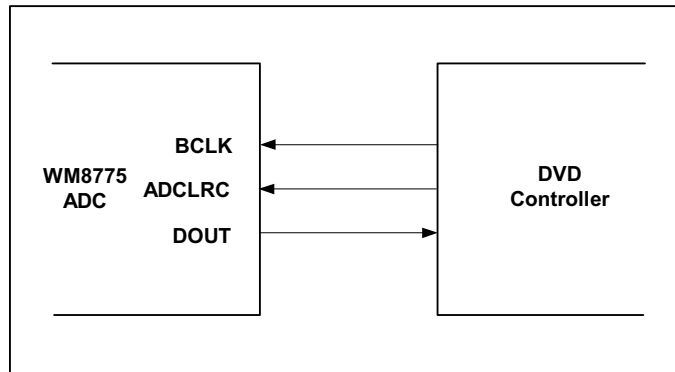 BCLK
WM8775
ADC
ADCLRC
DOUT
DVD
Controller